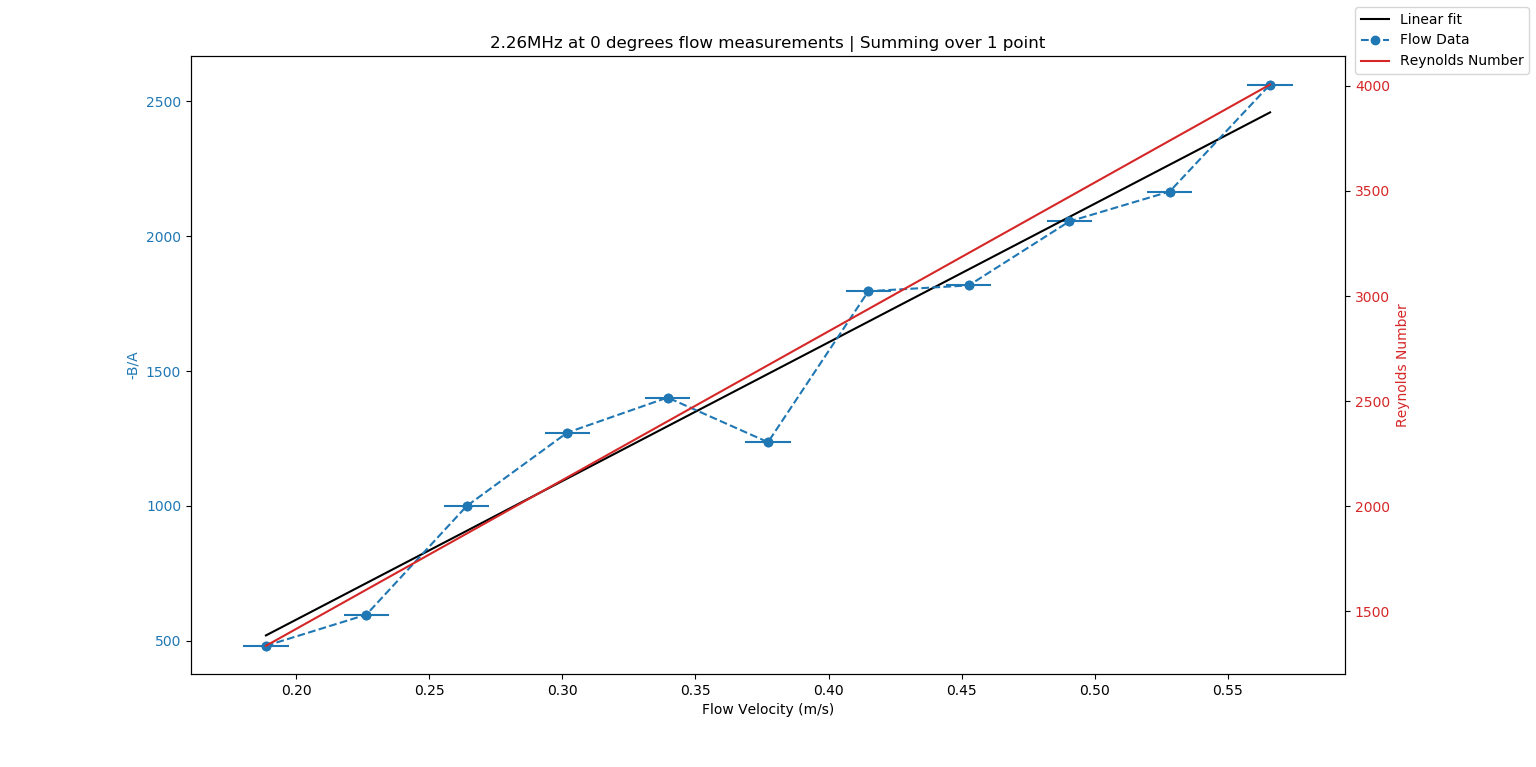 Linear fit
Flow Data
Reynolds Number
2.26MHz at 0 degrees flow measurements | Summing over 1 point
2500
2000
1500
1000
500
-B/A
4000
3500
3000
2500
2000
1500
Reynolds Number
0.20
0.25
0.30
0.35
0.40
0.45
0.50
0.55
Flow Velocity (m/s)